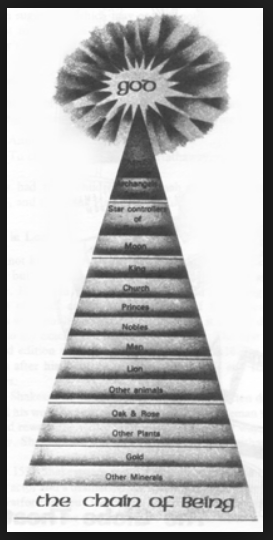 god
Archangels
Star controllers
of
Moon
King
Church
Princes
Nobles
Men
Lion
Other animals
Oak & Rose
Other Plants
Gold
Other Minerals
the chain of Being